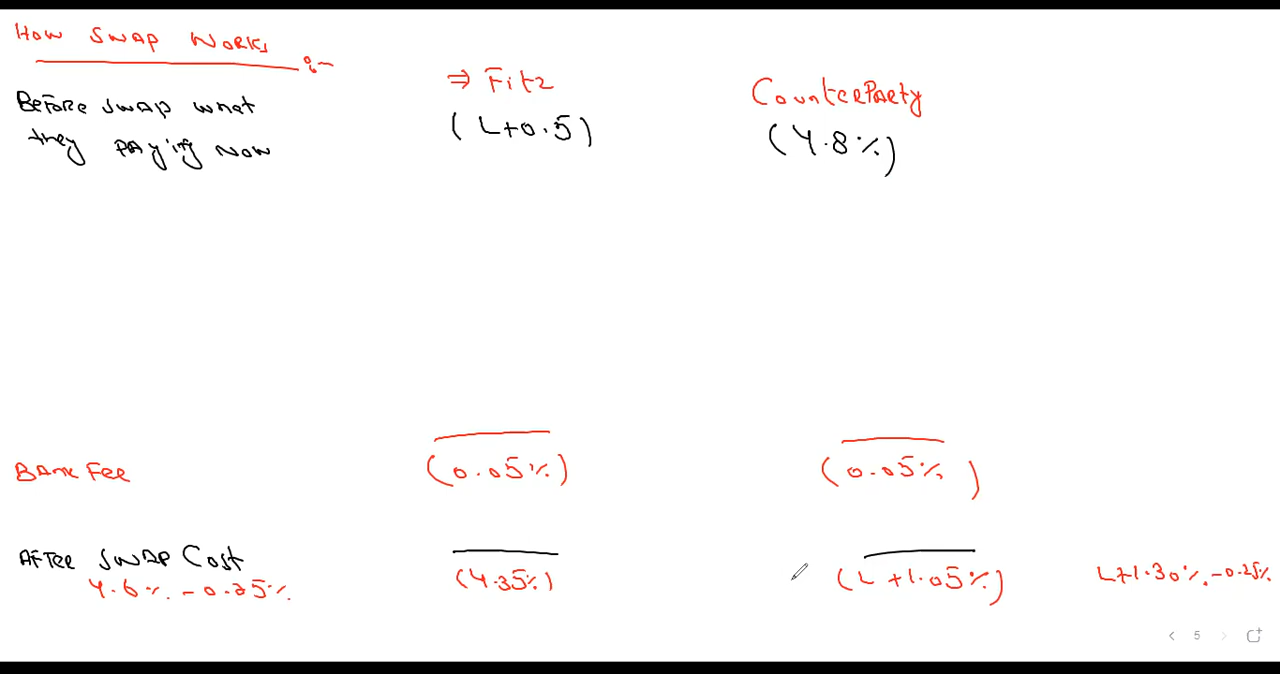 How SWAP WORKS :-
⇒ Fitz
CounterParty
BEFORE SWAP what
they PAying NOW
(L+0.5)
(4.8%)
BANK FEE
(0.05%)
(0.05%)
AFTER SWAP Cost
4.6% - 0.25%
(4.35%)
(L+1.05%)
L+1.30% - 0.25%
5